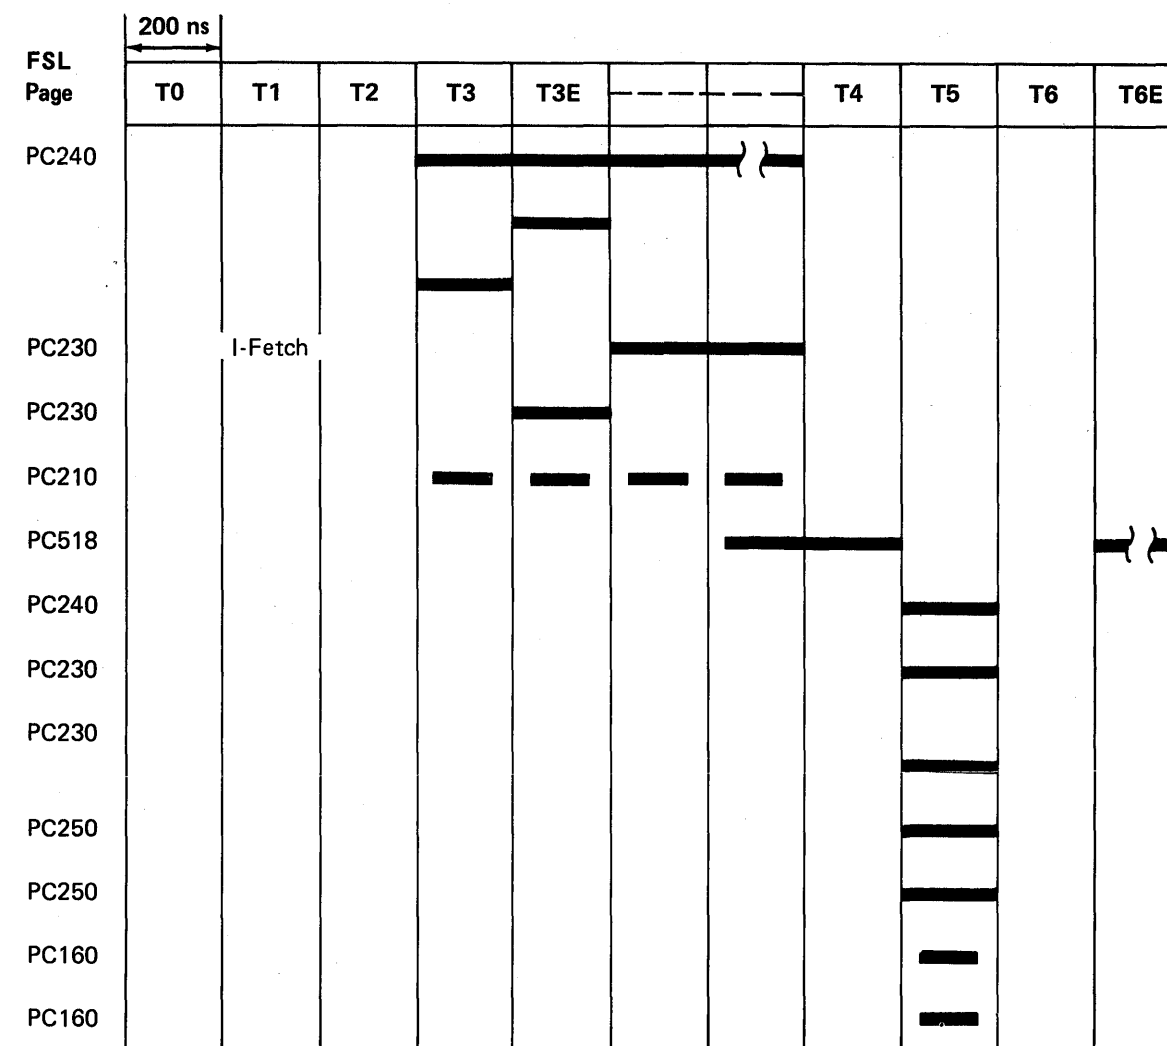 200 ns
FSL
Page T0 T1 T2 T3 T3E T4 T5 T6 T6E
PC240
PC230 I-Fetch
PC230
PC210
PC518
PC240
PC230
PC230
PC250
PC250
PC160
PC160